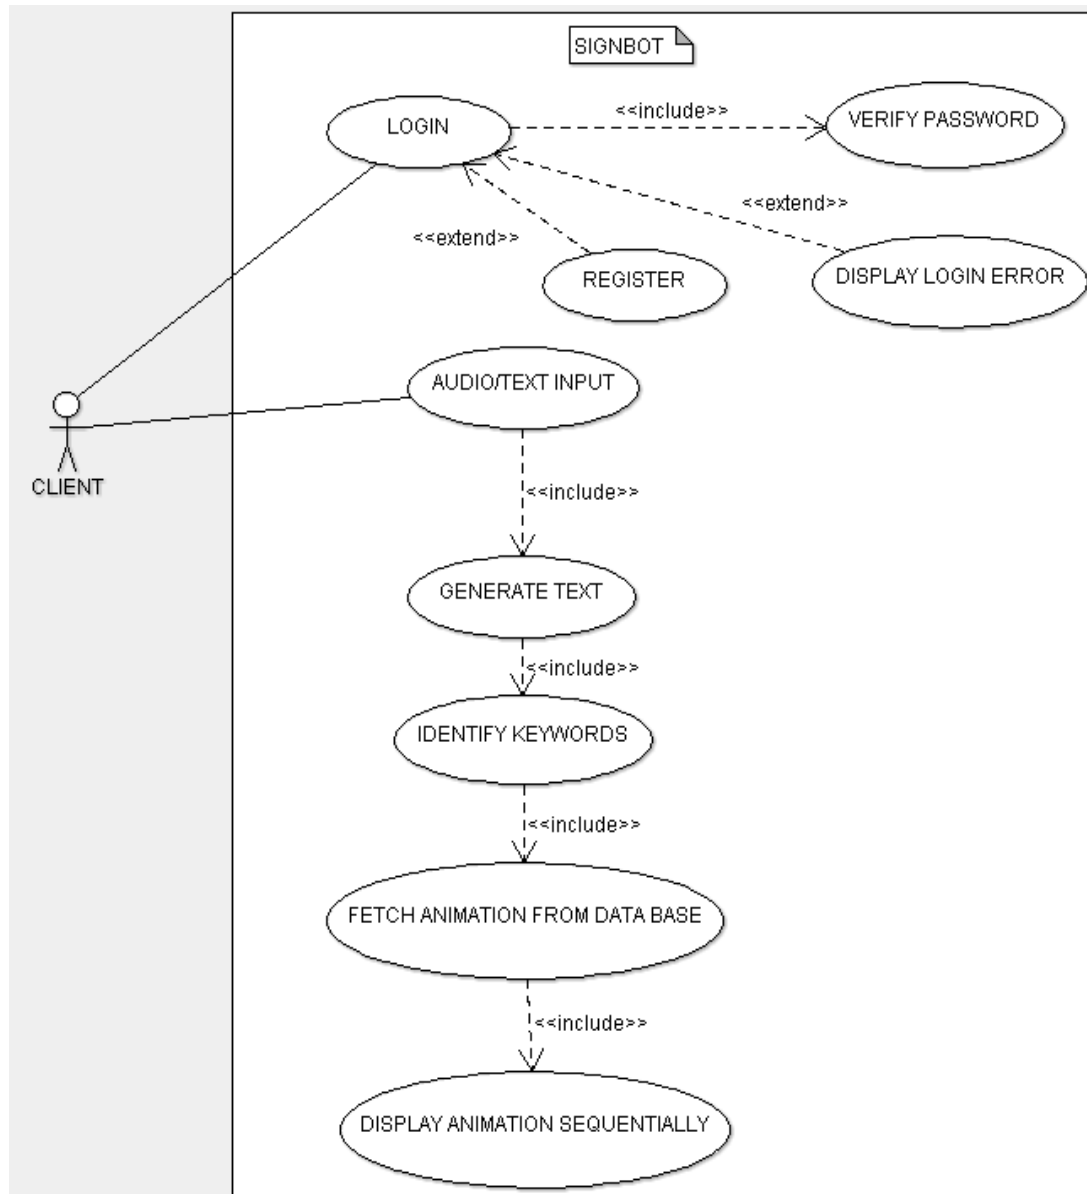 SIGNBOT
LOGIN
<<include>>
VERIFY PASSWORD
<<extend>>
<<extend>>
REGISTER
DISPLAY LOGIN ERROR
AUDIO/TEXT INPUT
CLIENT
<<include>>
GENERATE TEXT
<<include>>
IDENTIFY KEYWORDS
<<include>>
FETCH ANIMATION FROM DATA BASE
<<include>>
DISPLAY ANIMATION SEQUENTIALLY